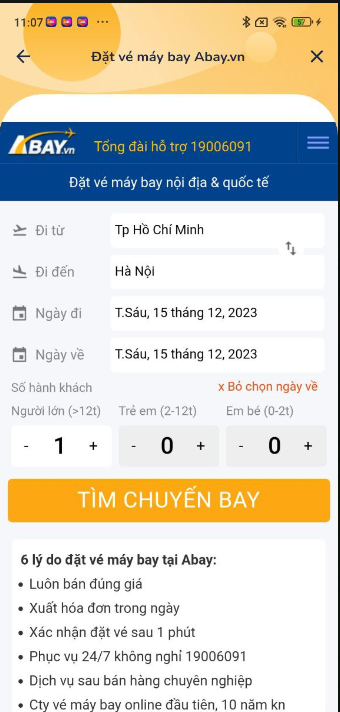 11:07
57
Đặt vé máy bay Abay.vn
ABAY.vn
Tổng đài hỗ trợ 19006091
Đặt vé máy bay nội địa & quốc tế
Đi từ
Tp Hồ Chí Minh
Đi đến
Hà Nội
Ngày đi
T.Sáu, 15 tháng 12, 2023
Ngày về
T.Sáu, 15 tháng 12, 2023
Số hành khách
x Bỏ chọn ngày về
Người lớn (>12t)
Trẻ em (2-12t)
Em bé (0-2t)
- 1 +
- 0 +
- 0 +
TÌM CHUYẾN BAY
6 lý do đặt vé máy bay tại Abay:
• Luôn bán đúng giá
• Xuất hóa đơn trong ngày
• Xác nhận đặt vé sau 1 phút
• Phục vụ 24/7 không nghỉ 19006091
• Dịch vụ sau bán hàng chuyên nghiệp
• Cty vé máy bay online đầu tiên, 10 năm kn